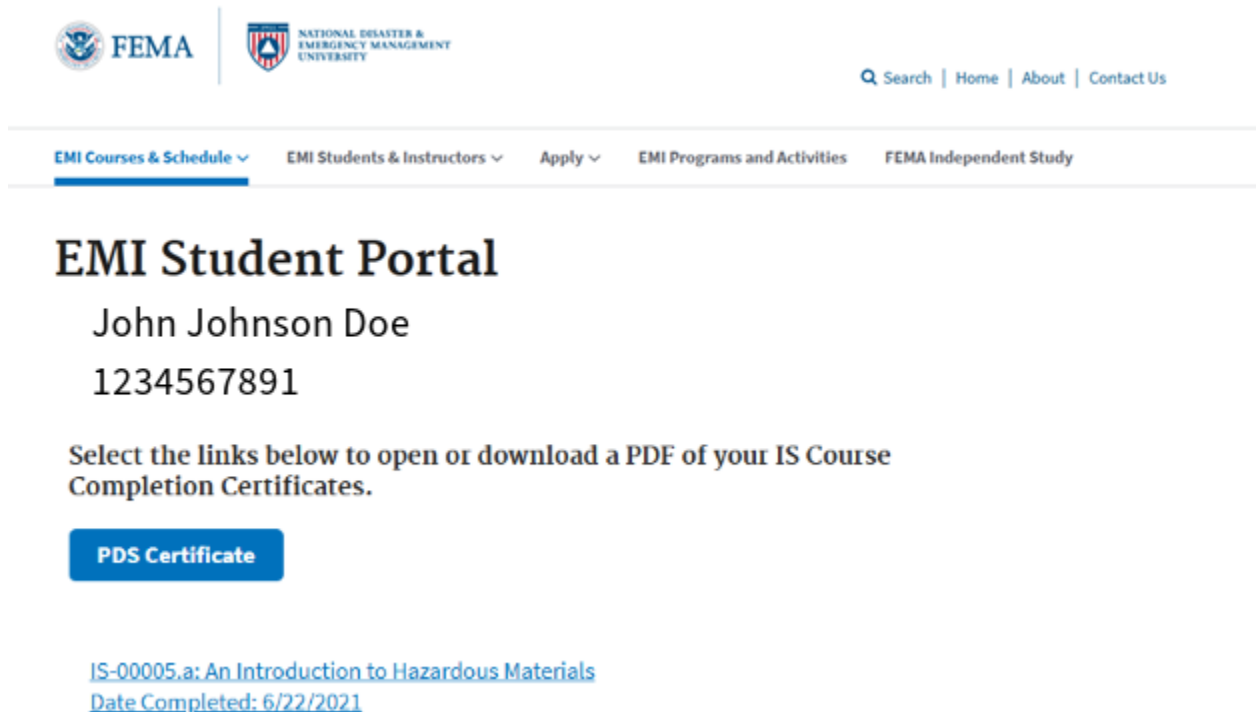 FEMA
NATIONAL DISASTER &
EMERGENCY MANAGEMENT
UNIVERSITY
Search | Home | About | Contact Us
EMI Courses & Schedule EMI Students & Instructors Apply EMI Programs and Activities FEMA Independent Study
EMI Student Portal
John Johnson Doe
1234567891
Select the links below to open or download a PDF of your IS Course
Completion Certificates.
PDS Certificate
IS-00005.a: An Introduction to Hazardous Materials
Date Completed: 6/22/2021